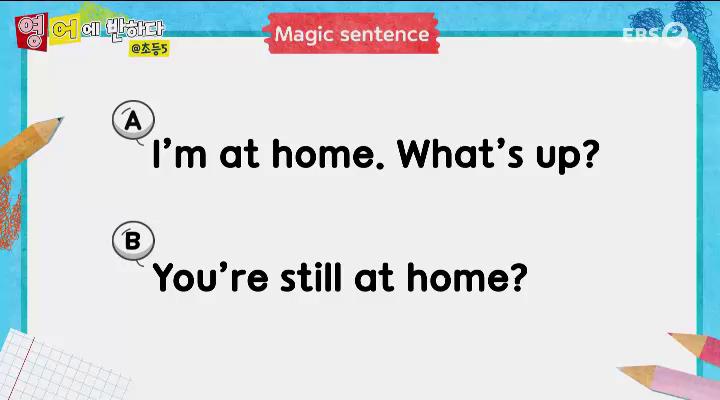 영어에 반하다
@초등5
Magic sentence
EBS 2
A
I'm at home. What's up?
B
You're still at home?